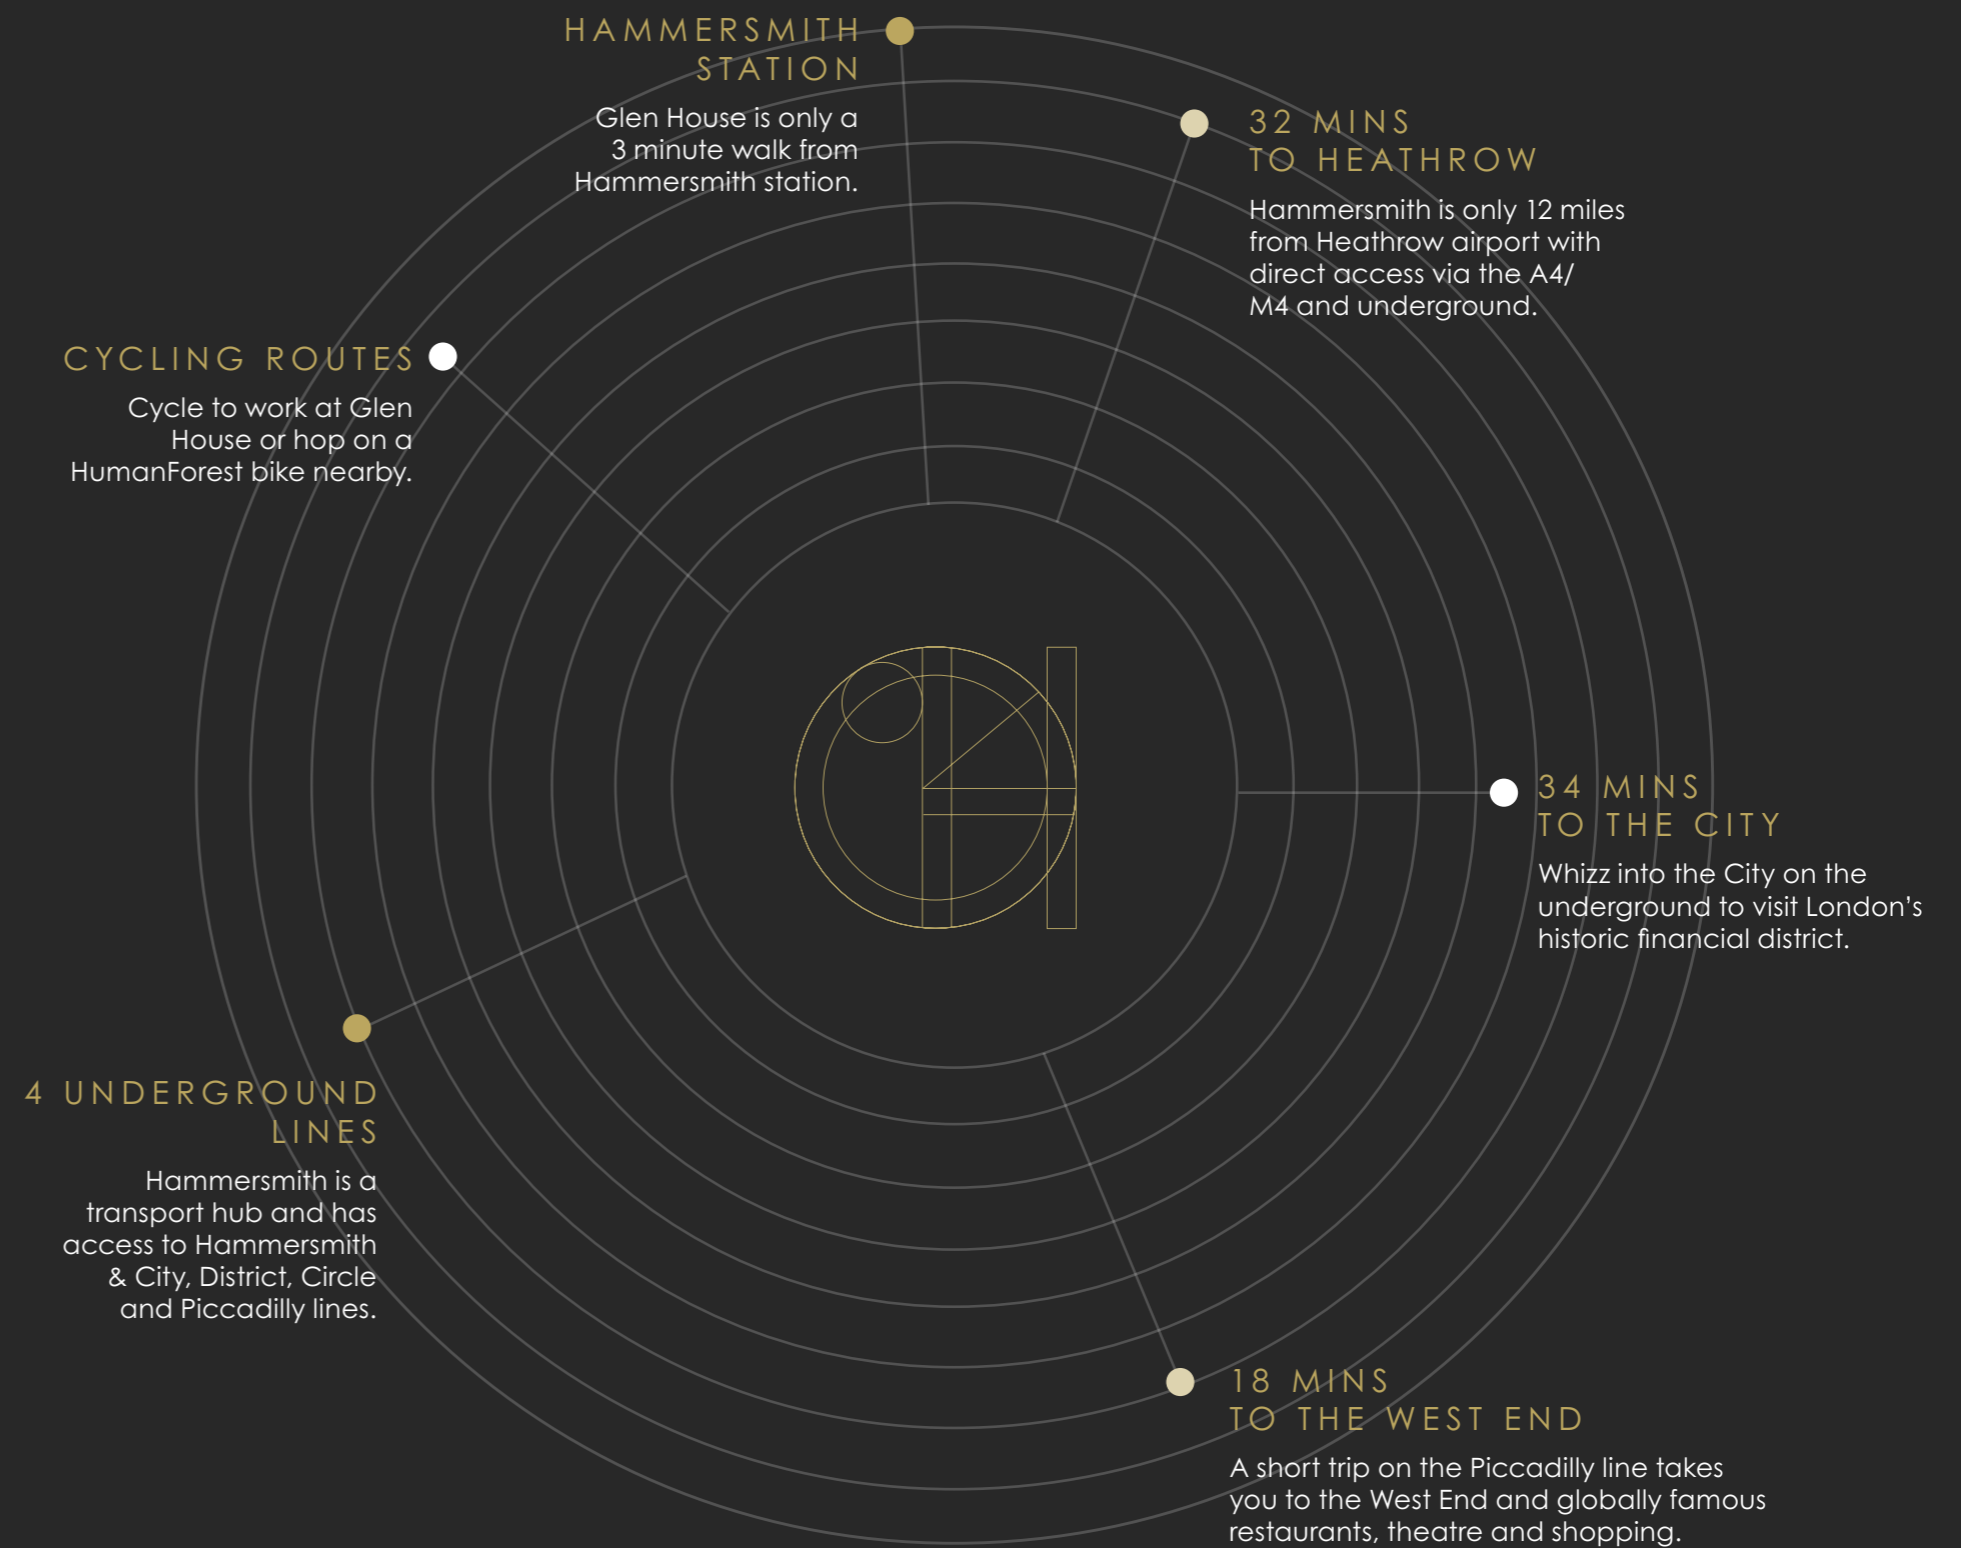 HAMMERSMITH
STATION
Glen House is only a
3 minute walk from
Hammersmith station.
32 MINS
TO HEATHROW
Hammersmith is only 12 miles
from Heathrow airport with
direct access via the A4/
M4 and underground.
CYCLING ROUTES
Cycle to work at Glen
House or hop on a
HumanForest bike nearby.
34 MINS
TO THE CITY
Whizz into the City on the
underground to visit London’s
historic financial district.
4 UNDERGROUND
LINES
Hammersmith is a
transport hub and has
access to Hammersmith
& City, District, Circle
and Piccadilly lines.
18 MINS
TO THE WEST END
A short trip on the Piccadilly line takes
you to the West End and globally famous
restaurants, theatre and shopping.